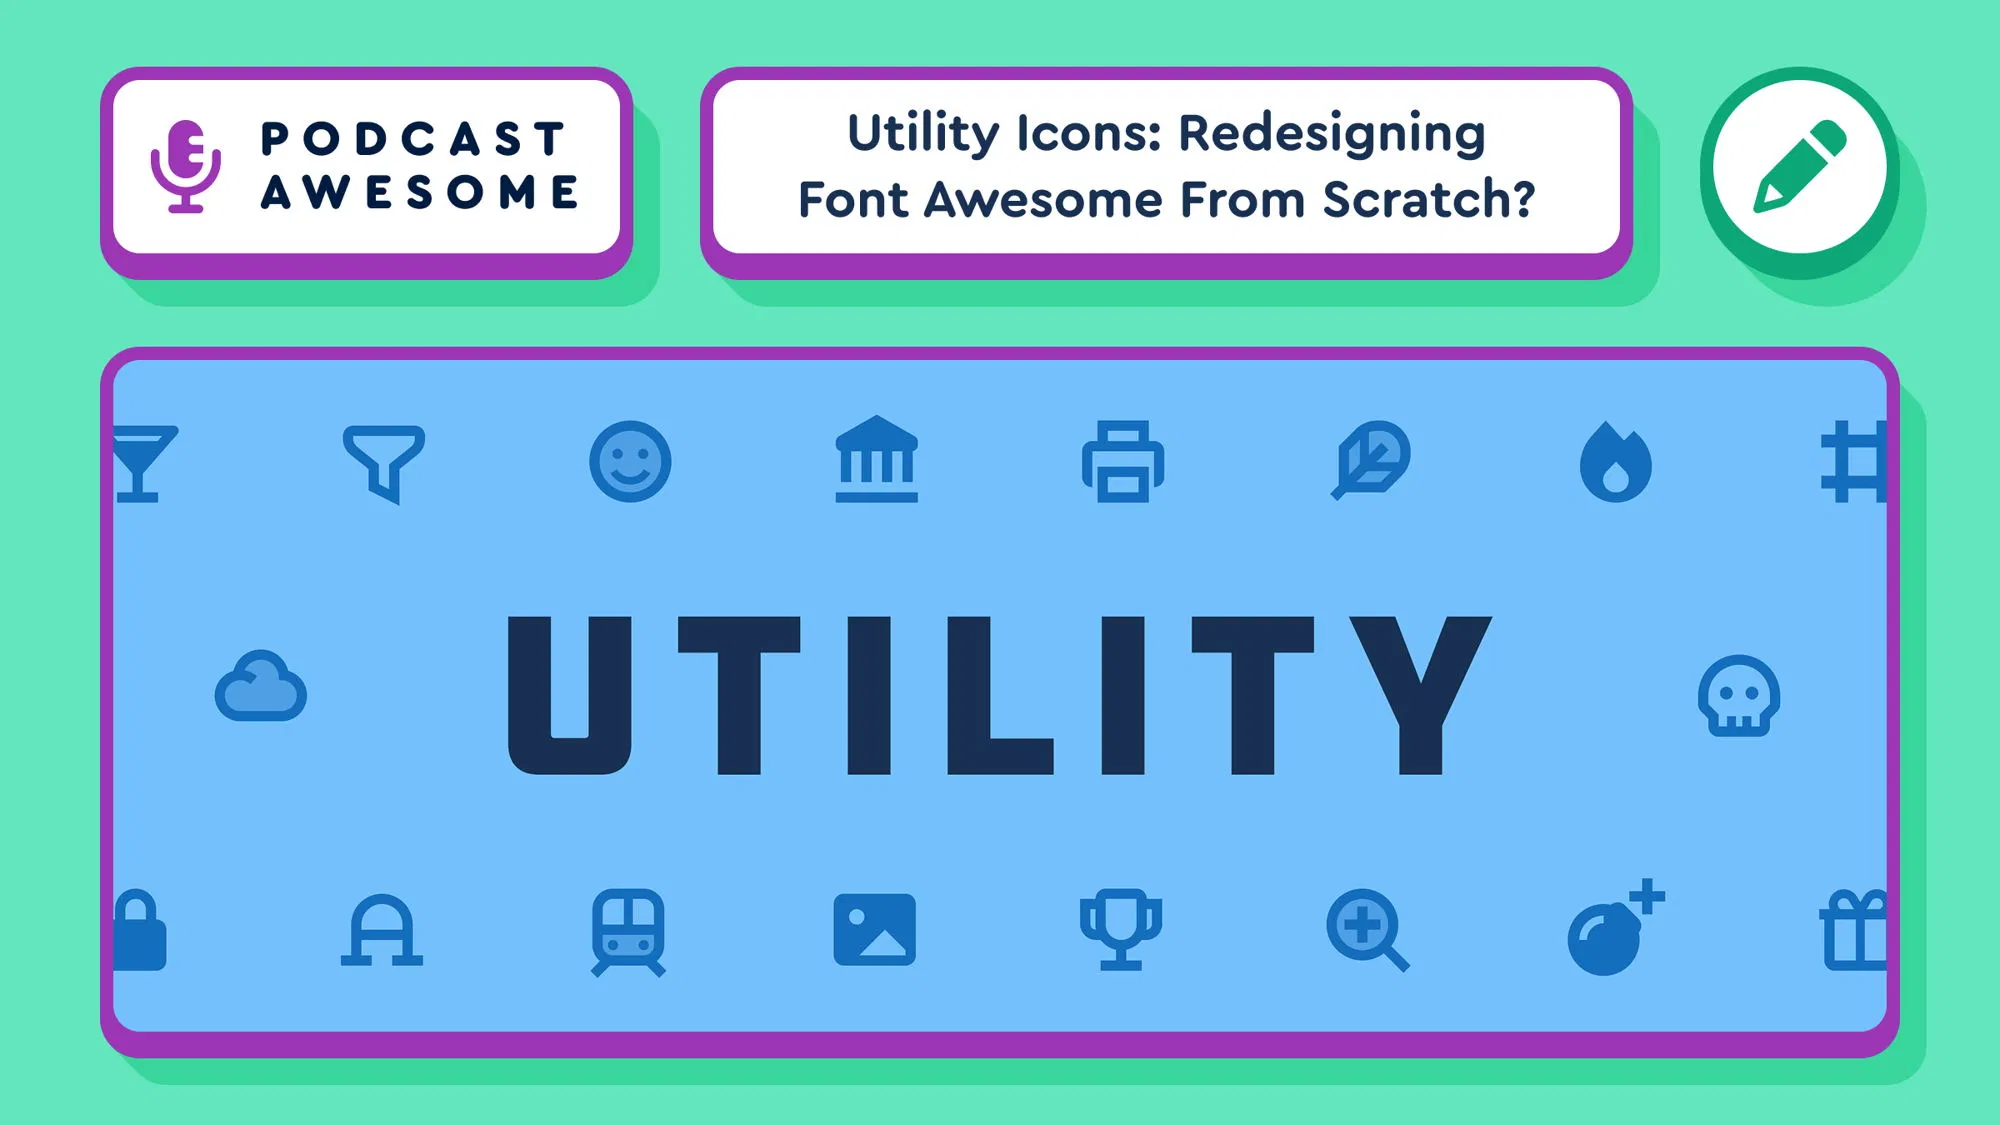 PODCAST
AWESOME
Utility Icons: Redesigning
Font Awesome From Scratch?
UTILITY